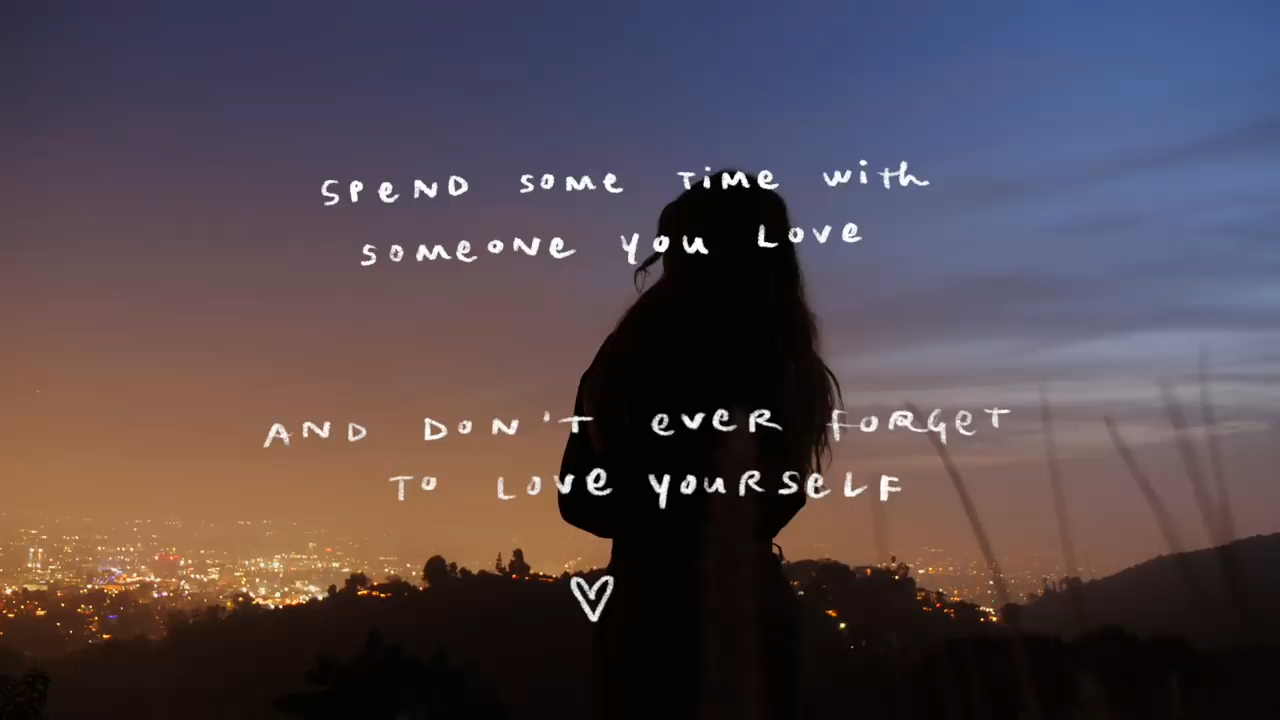 SPEND SOME TIME WITH
SOMEONE YOU LOVE
AND DON'T EVER FORGET
TO LOVE YOURSELF